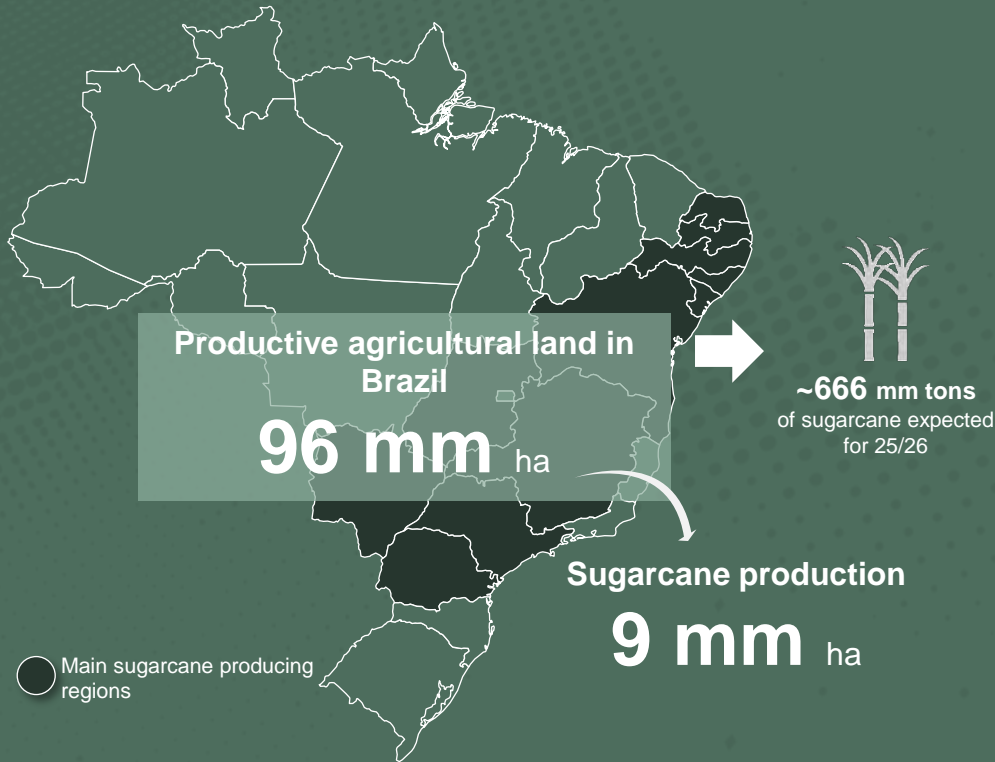 Productive agricultural land in
Brazil
96 mm ha
~666 mm tons
of sugarcane expected
for 25/26
Sugarcane production
9 mm ha
Main sugarcane producing
regions